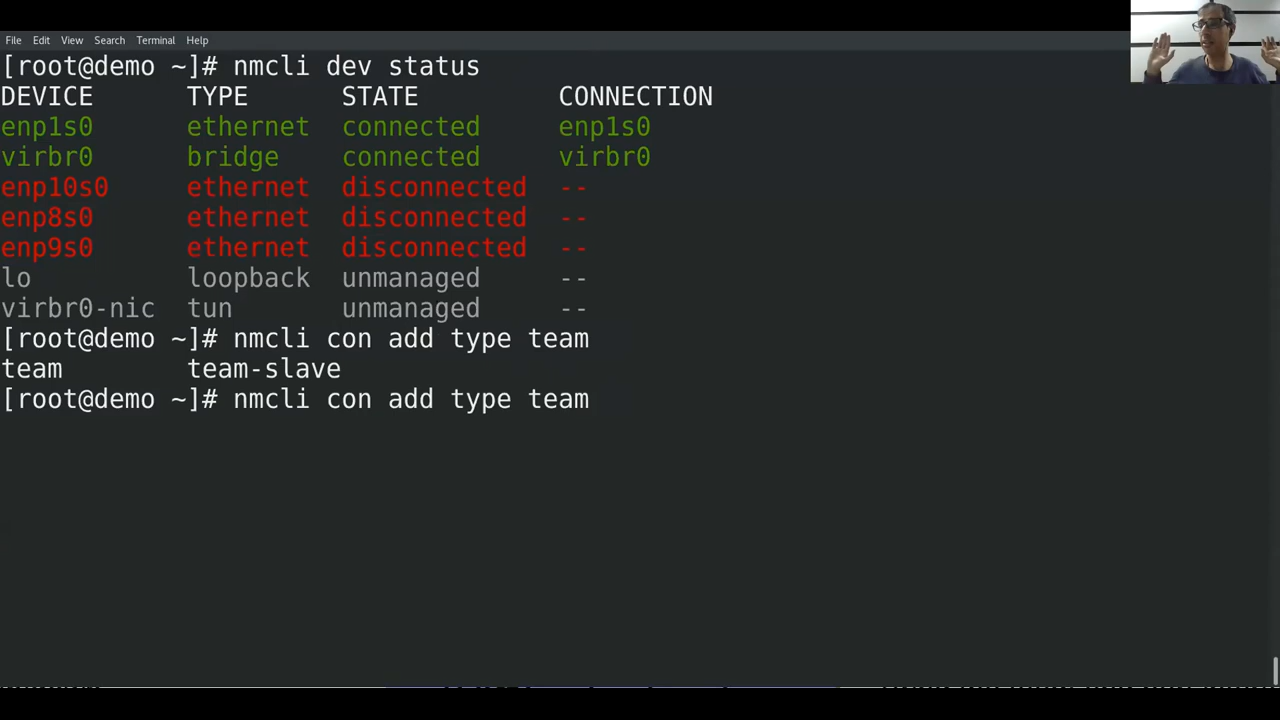 File Edit View Search Terminal Help
[root@demo ~]# nmcli dev status
DEVICE TYPE STATE CONNECTION
enp1s0 ethernet connected enp1s0
virbr0 bridge connected virbr0
enp10s0 ethernet disconnected --
enp8s0 ethernet disconnected --
enp9s0 ethernet disconnected --
lo loopback unmanaged --
virbr0-nic tun unmanaged --
[root@demo ~]# nmcli con add type team
team team-slave
[root@demo ~]# nmcli con add type team